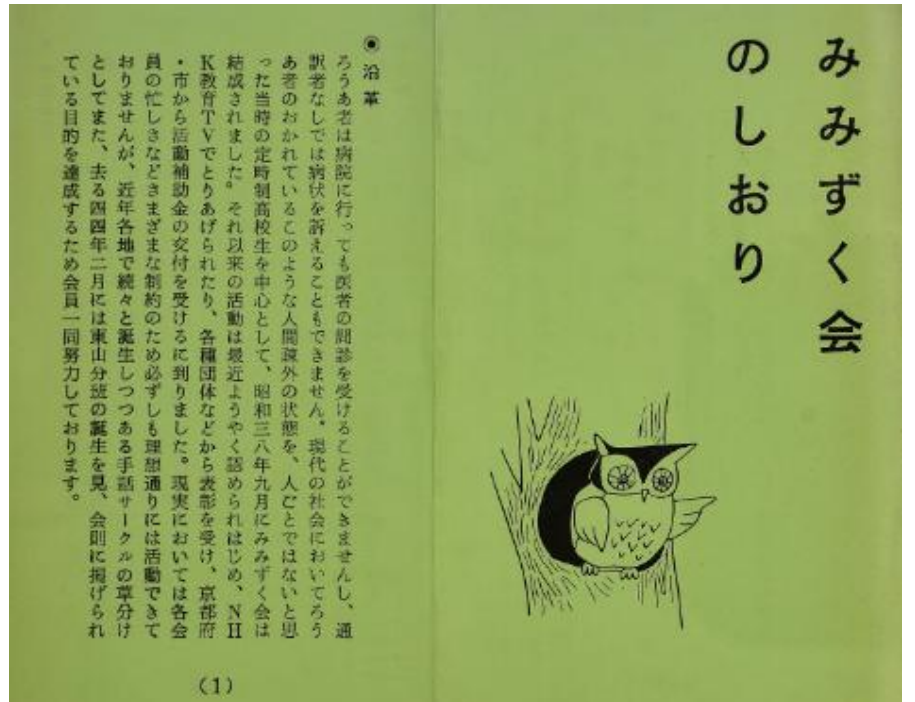 みみずく会
のしおり
◉沿革
ろうあ者は病院に行っても医者の問診を受けることができませんし、通
訳者なしでは病状を訴えることもできません。現代の社会においてろう
あ者のおかれているこのような人間疎外の状態を、人ごとではないと思
った当時の定時制高校生を中心として、昭和三八年九月にみみずく会は
結成されました。それ以来の活動は最近ようやく認められはじめ、NH
K教育TVでとりあげられたり、各種団体などから表彰を受け、京都府
・市から活動補助金の交付を受けるに到りました。現実においては各会
員の忙しさなどさまざまな制約のため必ずしも理想通りには活動できて
おりませんが、近年各地で続々と誕生しつつある手話サークルの草分け
としてまた、去る四四年二月には東山分班の誕生を見、会則に掲げられ
ている目的を達成するため会員一同努力しております。
(1)